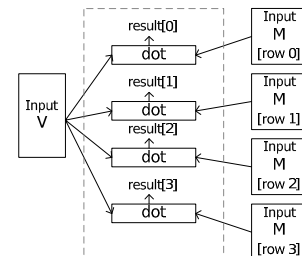 Input
V
result[0]
dot
result[1]
dot
result[2]
dot
result[3]
dot
Input
M
[row 0]
Input
M
[row 1]
Input
M
[row 2]
Input
M
[row 3]